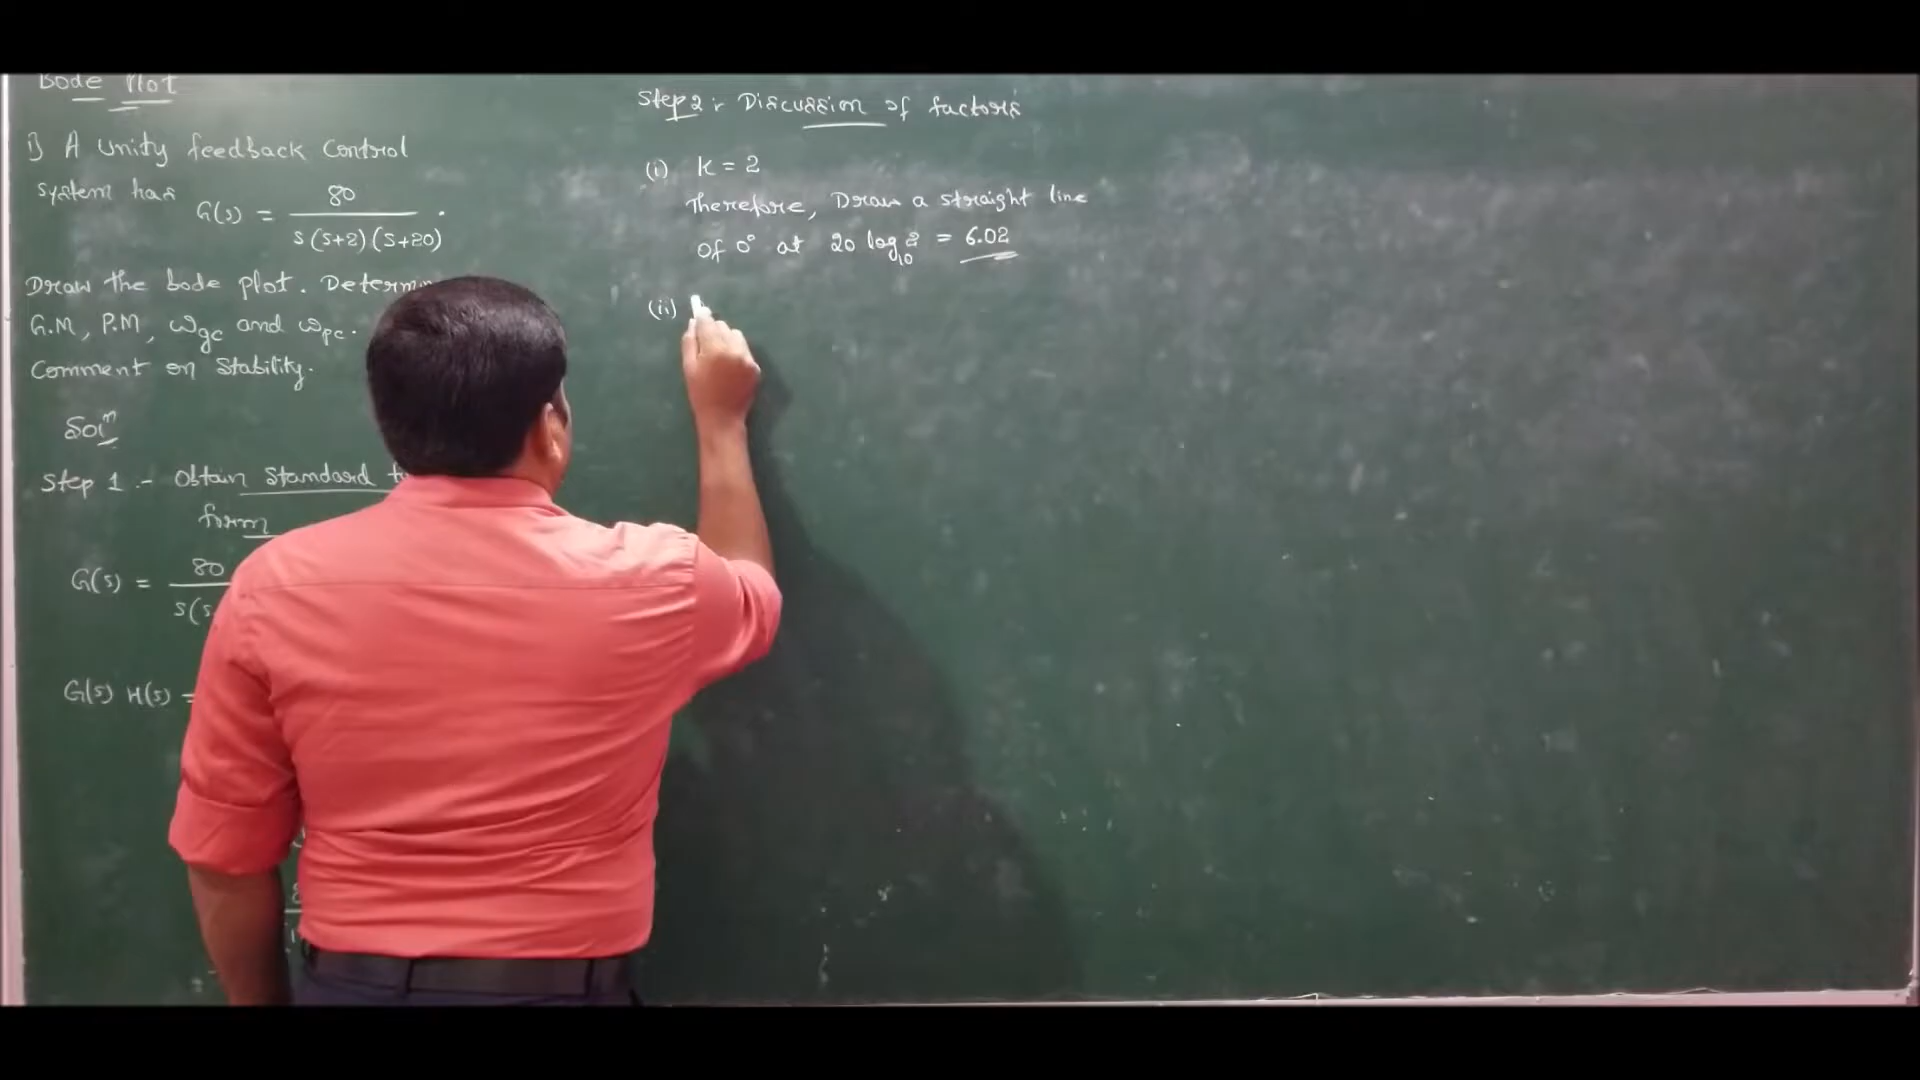 Bode Plot
1) A unity feedback control
system has G(s) = 80 / s(s+2)(s+20) .
Draw the bode plot. Determ
G.M, P.M, ωgc and ωpc.
Comment on Stability.
Solⁿ
Step 1 :- Obtain Standard
form
G(s) = 80
s(s
G(s) H(s) =
Step 2 : Discussion of factors
(i) K = 2
Therefore, Draw a straight line
of 0° at 20 log₁₀ 2 = 6.02
(ii)